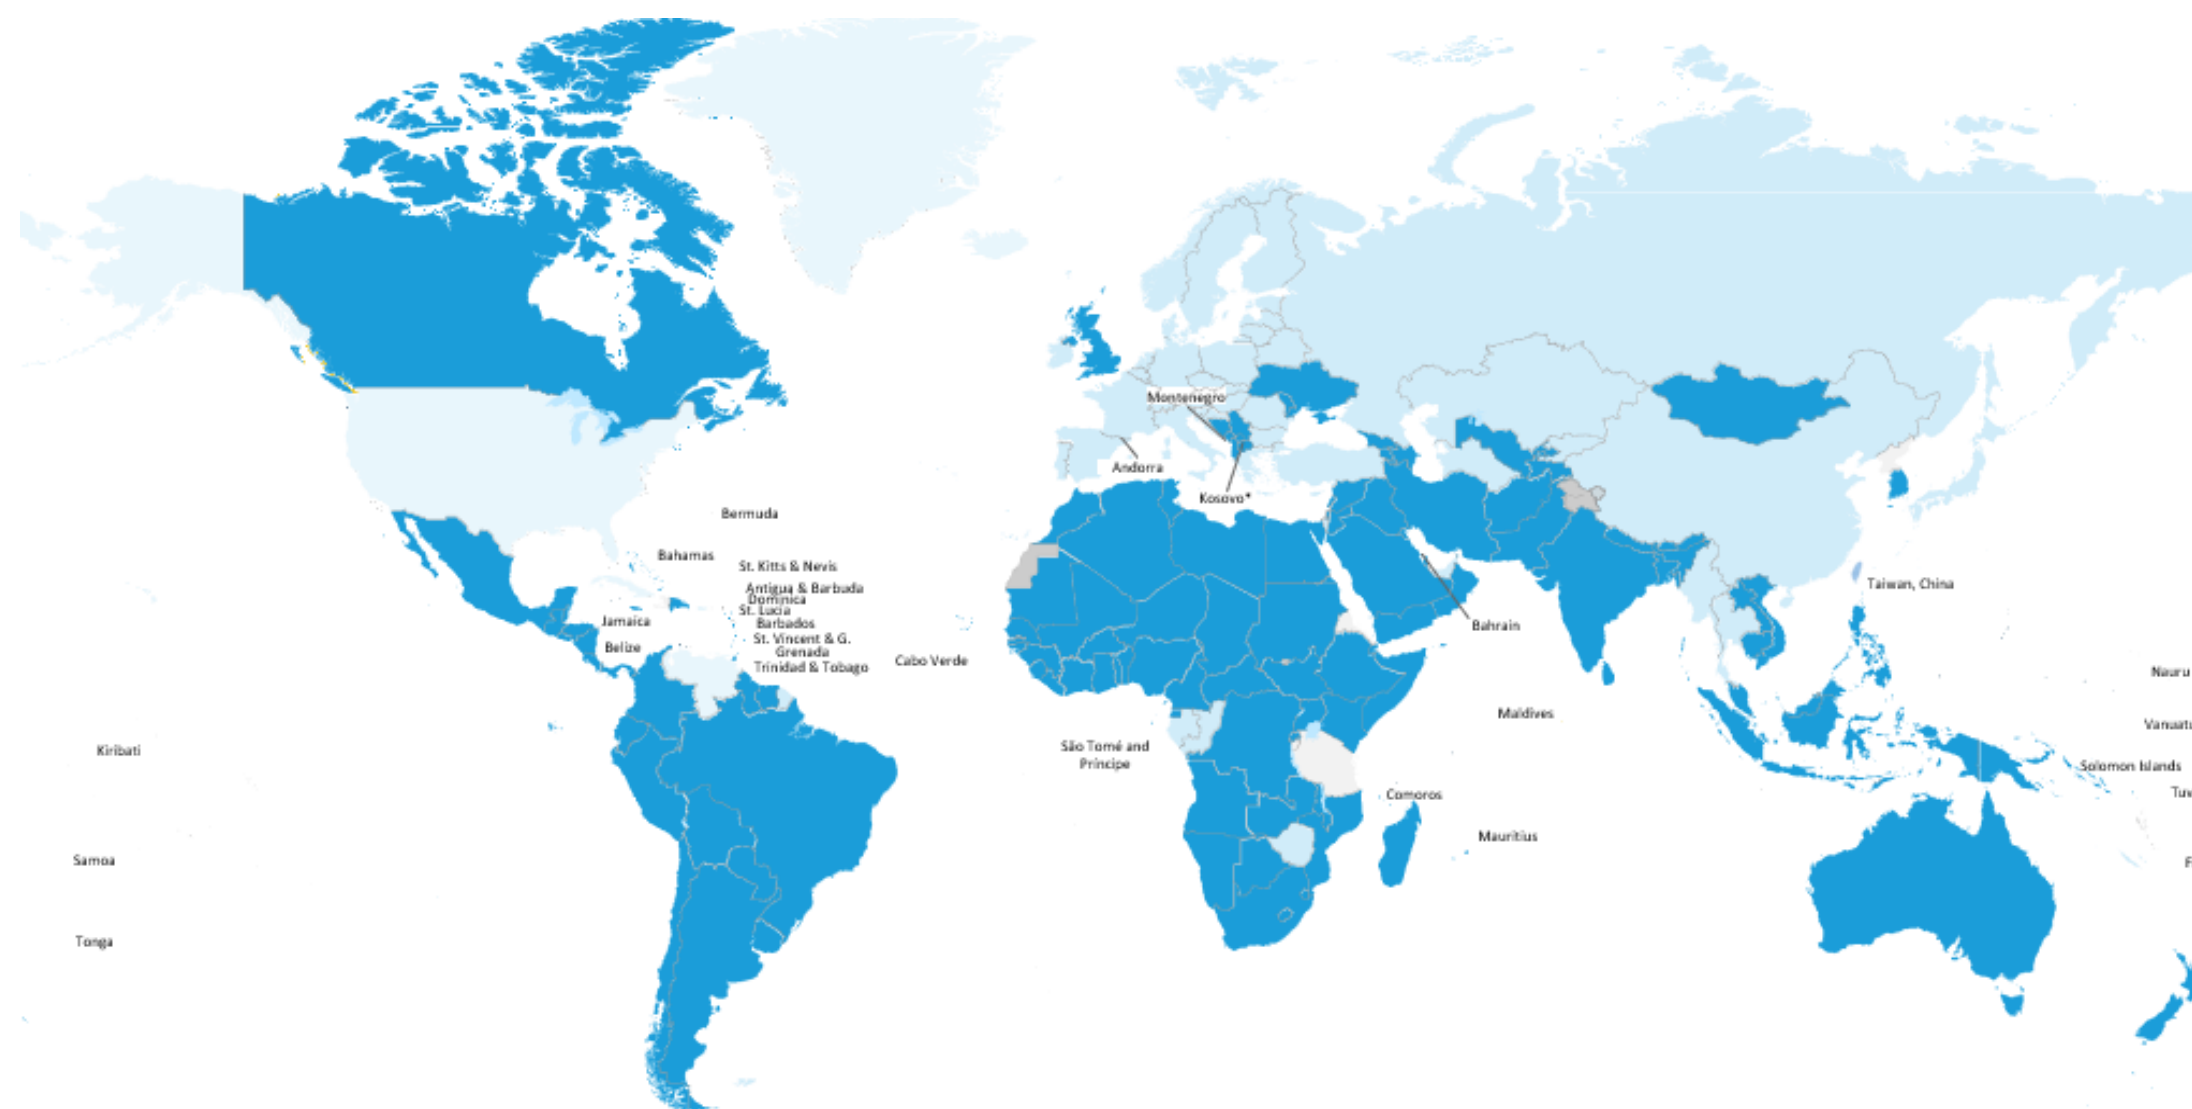 Montenegro
Andorra
Kosovo*
Bermuda
Bahamas
St. Kitts & Nevis
Antigua & Barbuda
Dominica
St. Lucia
Jamaica
Barbados
St. Vincent & G.
Belize
Grenada
Trinidad & Tobago
Cabo Verde
Taiwan, China
Bahrain
Nauru
Maldives
Vanuatu
Kiribati
São Tomé and
Príncipe
Solomon Islands
Tuv
Comoros
Mauritius
Samoa
F
Tonga